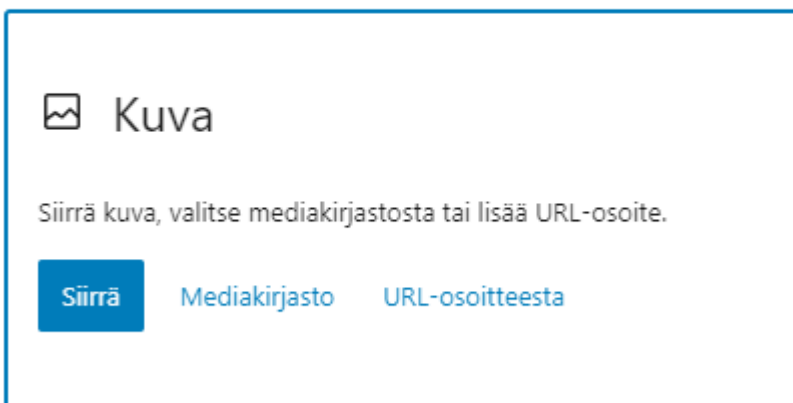 Kuva
Siirrä kuva, valitse mediakirjastosta tai lisää URL-osoite.
Siirrä Mediakirjasto URL-osoitteesta